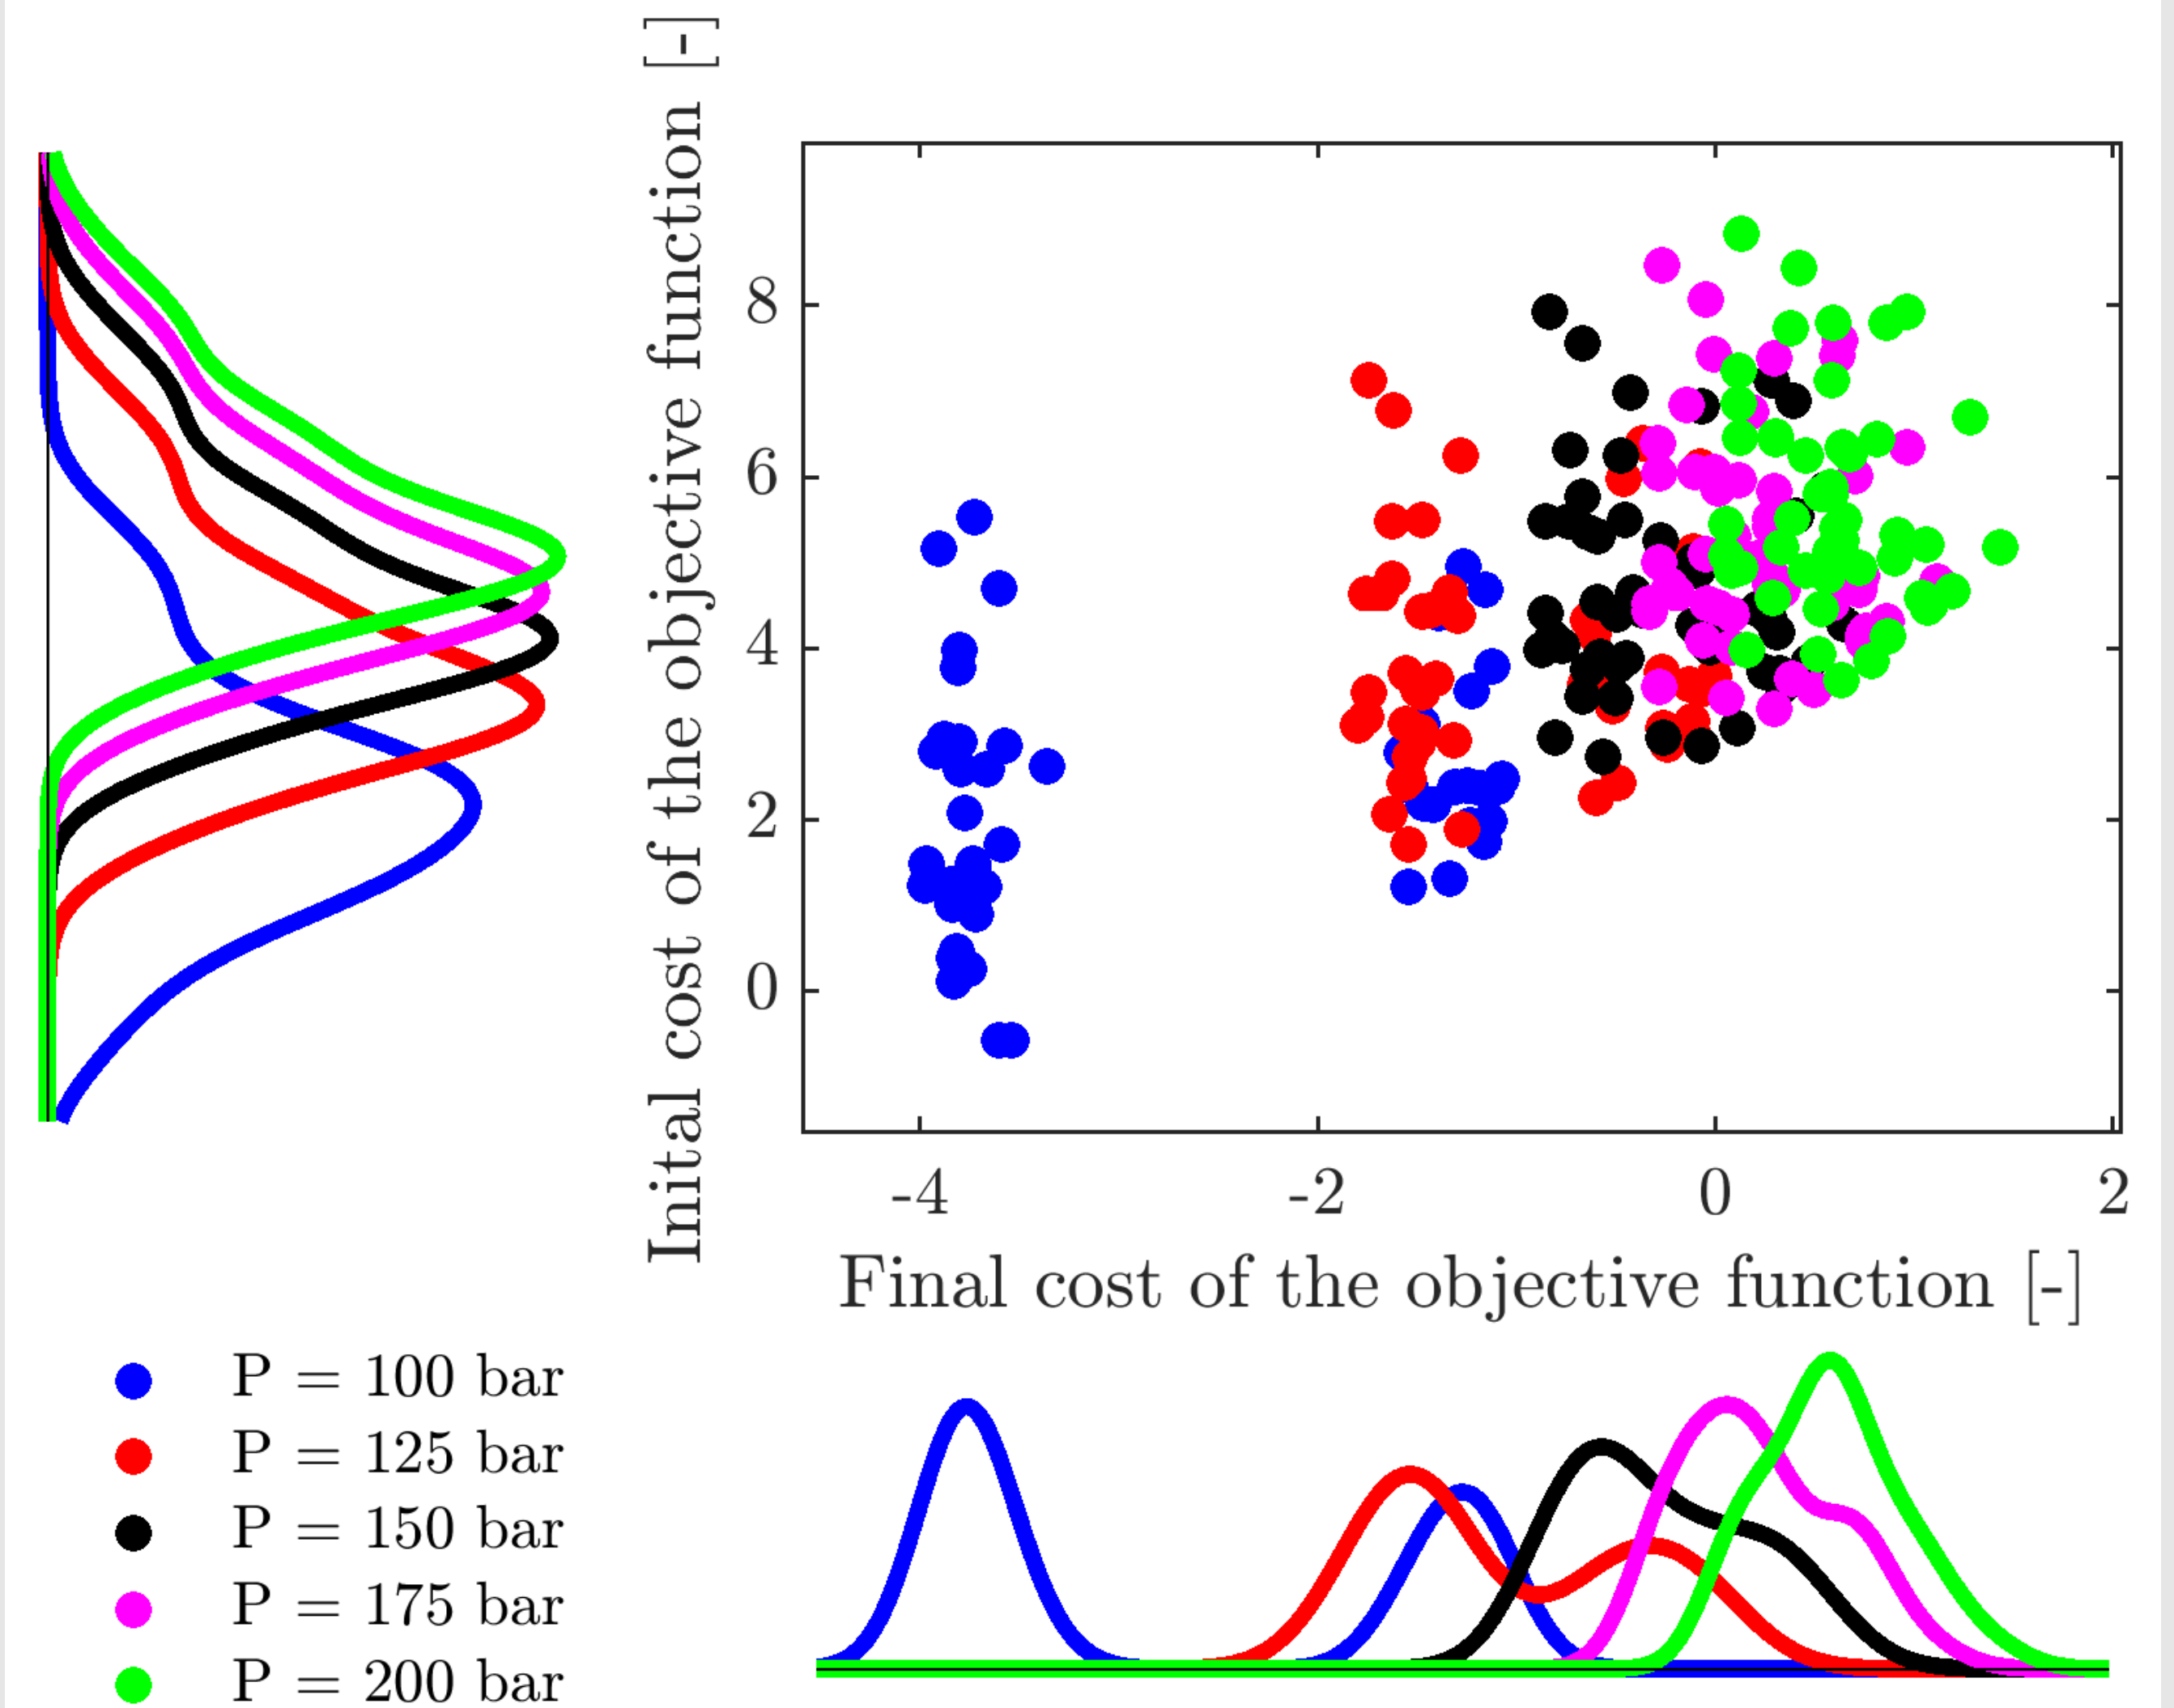 Inital cost of the objective function [-]
8
6
4
2
0
-4 -2 0 2
Final cost of the objective function [-]
P = 100 bar
P = 125 bar
P = 150 bar
P = 175 bar
P = 200 bar